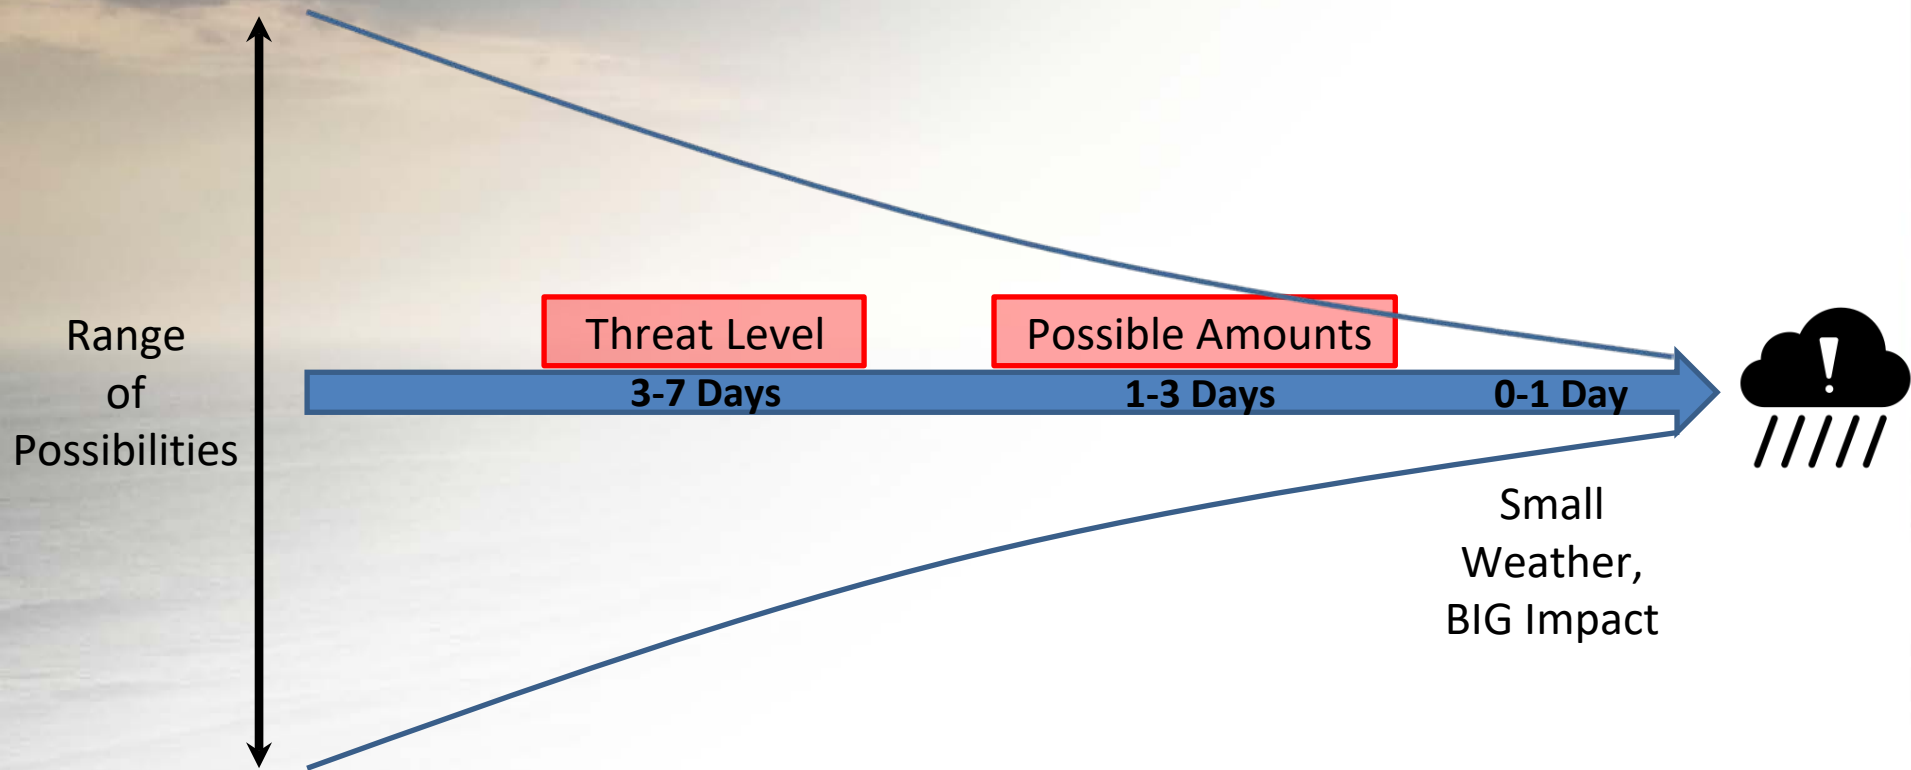 Range
of
Possibilities
Threat Level
Possible Amounts
3-7 Days
1-3 Days
0-1 Day
!
Small
Weather,
BIG Impact